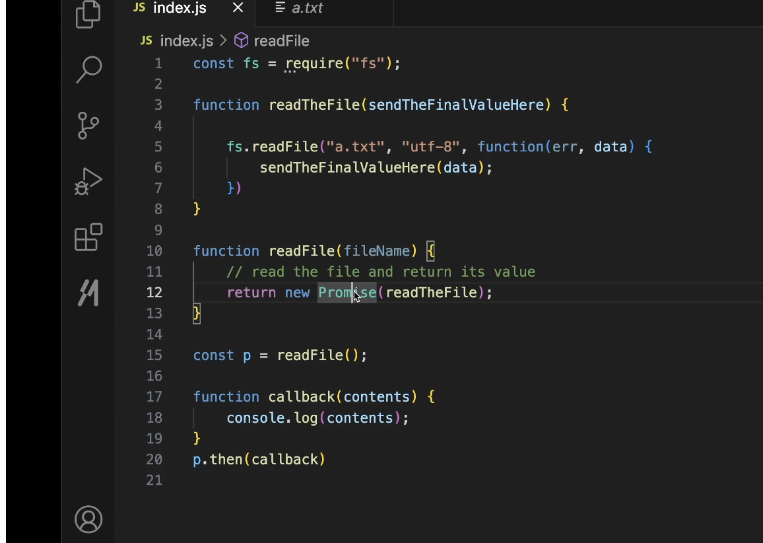 JS index.js × a.txt
JS index.js > readFile
1 const fs = require("fs");
2
3 function readTheFile(sendTheFinalValueHere) {
4
5 fs.readFile("a.txt", "utf-8", function(err, data) {
6 sendTheFinalValueHere(data);
7 })
8 }
9
10 function readFile(fileName) {
11 // read the file and return its value
12 return new Promise(readTheFile);
13 }
14
15 const p = readFile();
16
17 function callback(contents) {
18 console.log(contents);
19 }
20 p.then(callback)
21